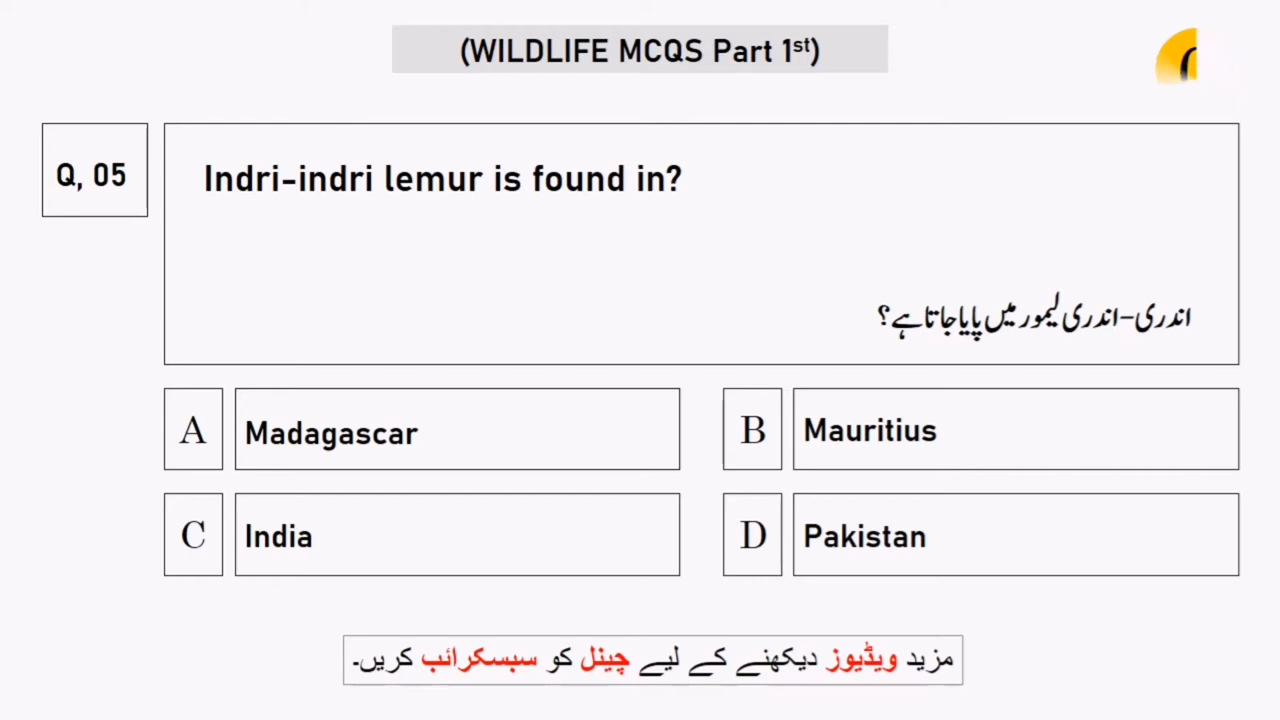 (WILDLIFE MCQS Part 1st)
Q, 05
Indri-indri lemur is found in?
اندری-اندری لیمور میں پایا جاتا ہے؟
A Madagascar
B Mauritius
C India
D Pakistan
مزید ویڈیوز دیکھنے کے لیے چینل کو سبسکرائب کریں۔